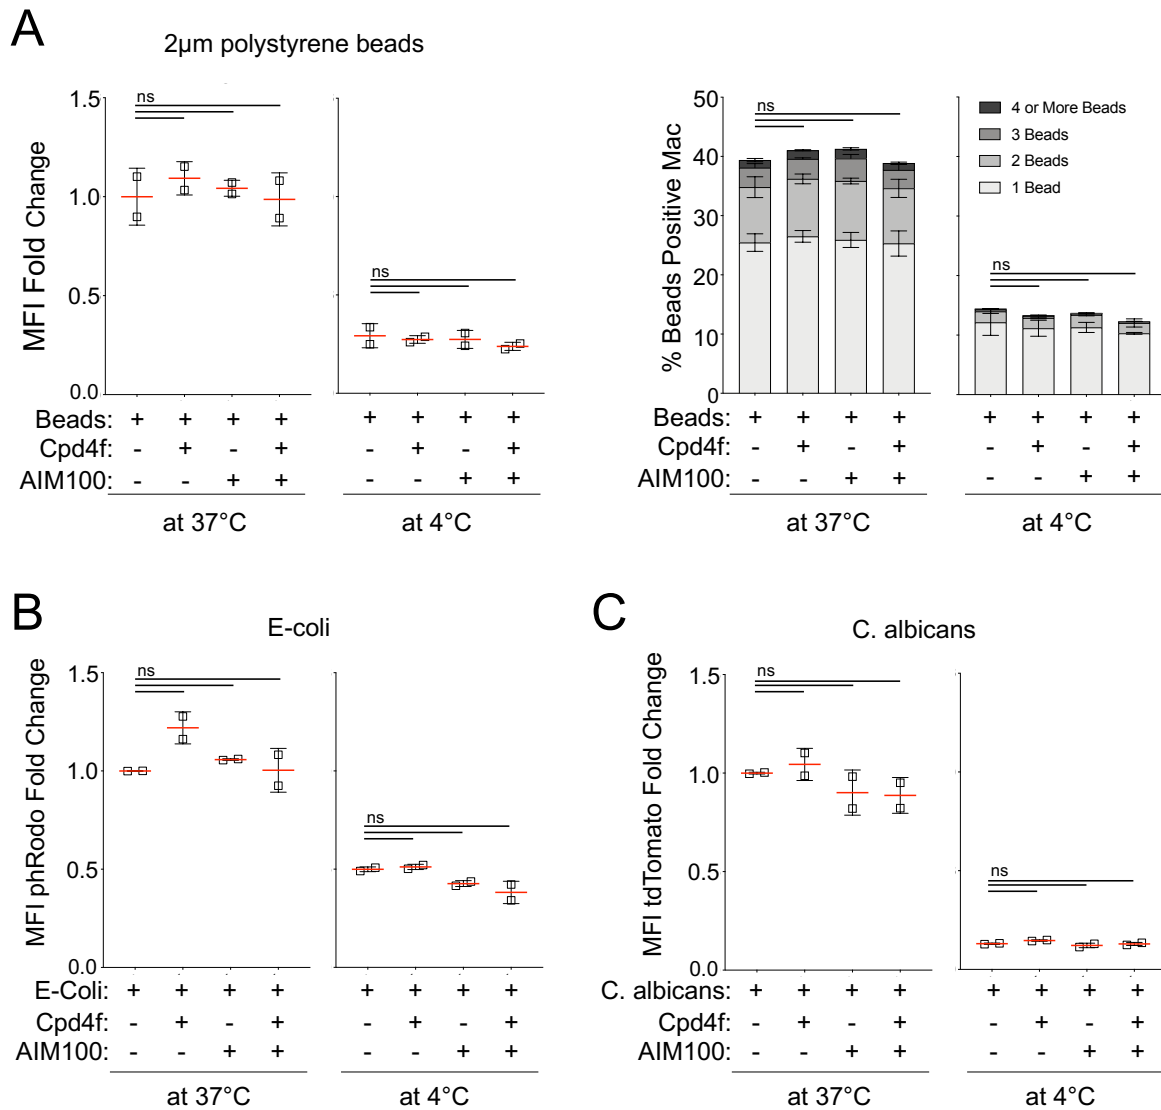 A
2µm polystyrene beads
MFI Fold Change
1.5
1.0
0.5
0.0
ns
ns
Beads: + + + + + + + +
Cpd4f: - + - + - + - +
AIM100: - - + + - - + +
at 37°C
at 4°C
% Beads Positive Mac
50
40
30
20
10
0
ns
ns
4 or More Beads
3 Beads
2 Beads
1 Bead
Beads: + + + + + + + +
Cpd4f: - + - + - + - +
AIM100: - - + + - - + +
at 37°C
at 4°C
B
E-coli
MFI phRodo Fold Change
1.5
1.0
0.5
0.0
ns
ns
E-Coli: + + + + + + + +
Cpd4f: - + - + - + - +
AIM100: - - + + - - + +
at 37°C
at 4°C
C
C. albicans
MFI tdTomato Fold Change
1.5
1.0
0.5
0.0
ns
ns
C. albicans: + + + + + + + +
Cpd4f: - + - + - + - +
AIM100: - - + + - - + +
at 37°C
at 4°C